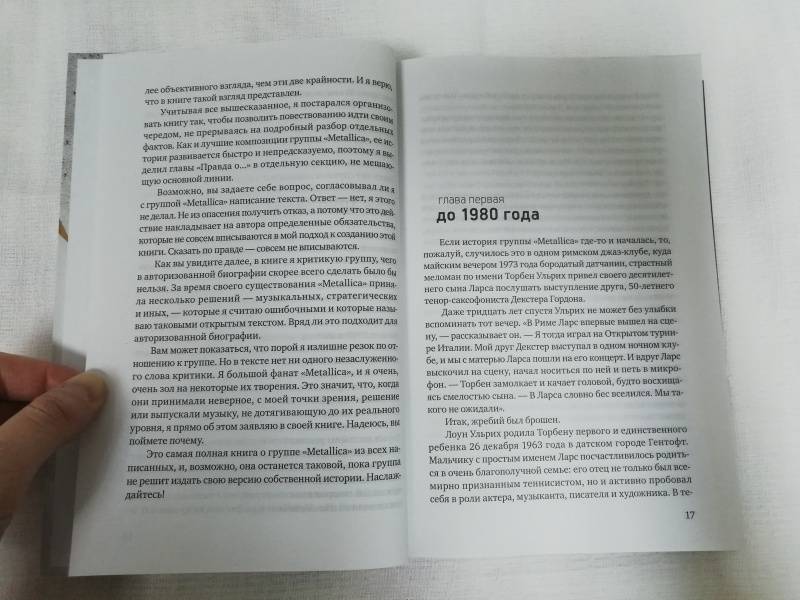 лее объективного взгляда, чем эти две крайности. И я верю,
что в книге такой взгляд представлен.
Учитывая все вышесказанное, я постарался организо-
вать книгу так, чтобы позволить повествованию идти своим
чередом, не прерываясь на подробный разбор отдельных
фактов. Как и лучшие композиции группы «Metallica», ее ис-
тория развивается быстро и непредсказуемо, поэтому я вы-
делил главы «Правда о...» в отдельную секцию, не мешаю-
щую основной линии.
Возможно, вы задаете себе вопрос, согласовывал ли я
с группой «Metallica» написание текста. Ответ — нет, я этого
не делал. Не из опасения получить отказ, а потому что это дей-
ствие накладывает на автора определенные обязательства,
которые не совсем вписываются в мой подход к созданию этой
книги. Сказать по правде — совсем не вписываются.
Как вы увидите далее, в книге я критикую группу, чего
в авторизованной биографии скорее всего сделать было бы
нельзя. За время своего существования «Metallica» приня-
ла несколько решений — музыкальных, стратегических
и иных, — которые я считаю ошибочными и которые назы-
ваю таковыми открытым текстом. Вряд ли это подходит для
авторизованной биографии.
Вам может показаться, что порой я излишне резок по от-
ношению к группе. Но в тексте нет ни одного незаслуженно-
го слова критики. Я большой фанат «Metallica», и я очень,
очень зол на некоторые их творения. Это значит, что, когда
они принимали неверное, с моей точки зрения, решение
или выпускали музыку, не дотягивающую до их реального
уровня, я прямо об этом заявляю в своей книге. Надеюсь, вы
поймете почему.
Это самая полная книга о группе «Metallica» из всех на-
писанных, и, возможно, она останется таковой, пока группа
не решит издать свою версию собственной истории. Наслаж-
дайтесь!
глава первая
до 1980 года
Если история группы «Metallica» где-то и началась, то,
пожалуй, случилось это в одном римском джаз-клубе, куда
майским вечером 1973 года бородатый датчанин, страстный
меломан по имени Торбен Ульрих привел своего десятилет-
него сына Ларса послушать выступление друга, 50-летнего
тенор-саксофониста Декстера Гордона.
Даже тридцать лет спустя Ульрих не может без улыбки
вспоминать тот вечер. «В Риме Ларс впервые вышел на сце-
ну, — рассказывает он. — Я тогда играл на Открытом турни-
ре Италии. Мой друг Декстер выступал в одном ночном клу-
бе, и мы с матерью Ларса пошли на его концерт. И вдруг Ларс
выскочил на сцену, начал носиться по ней и петь в микро-
фон. — Торбен замолкает и качает головой, будто восхища-
ясь смелостью сына. — В Ларса словно бес вселился. Мы та-
кого не ожидали».
Итак, жребий был брошен.
Лоун Ульрих родила Торбену первого и единственного
ребенка 26 декабря 1963 года в датском городе Гентофт.
Мальчику с простым именем Ларс посчастливилось родить-
ся в очень благополучной семье: его отец не только был все-
мирно признанным теннисистом, но и активно пробовал
себя в роли актера, музыканта, писателя и художника. В те-
17